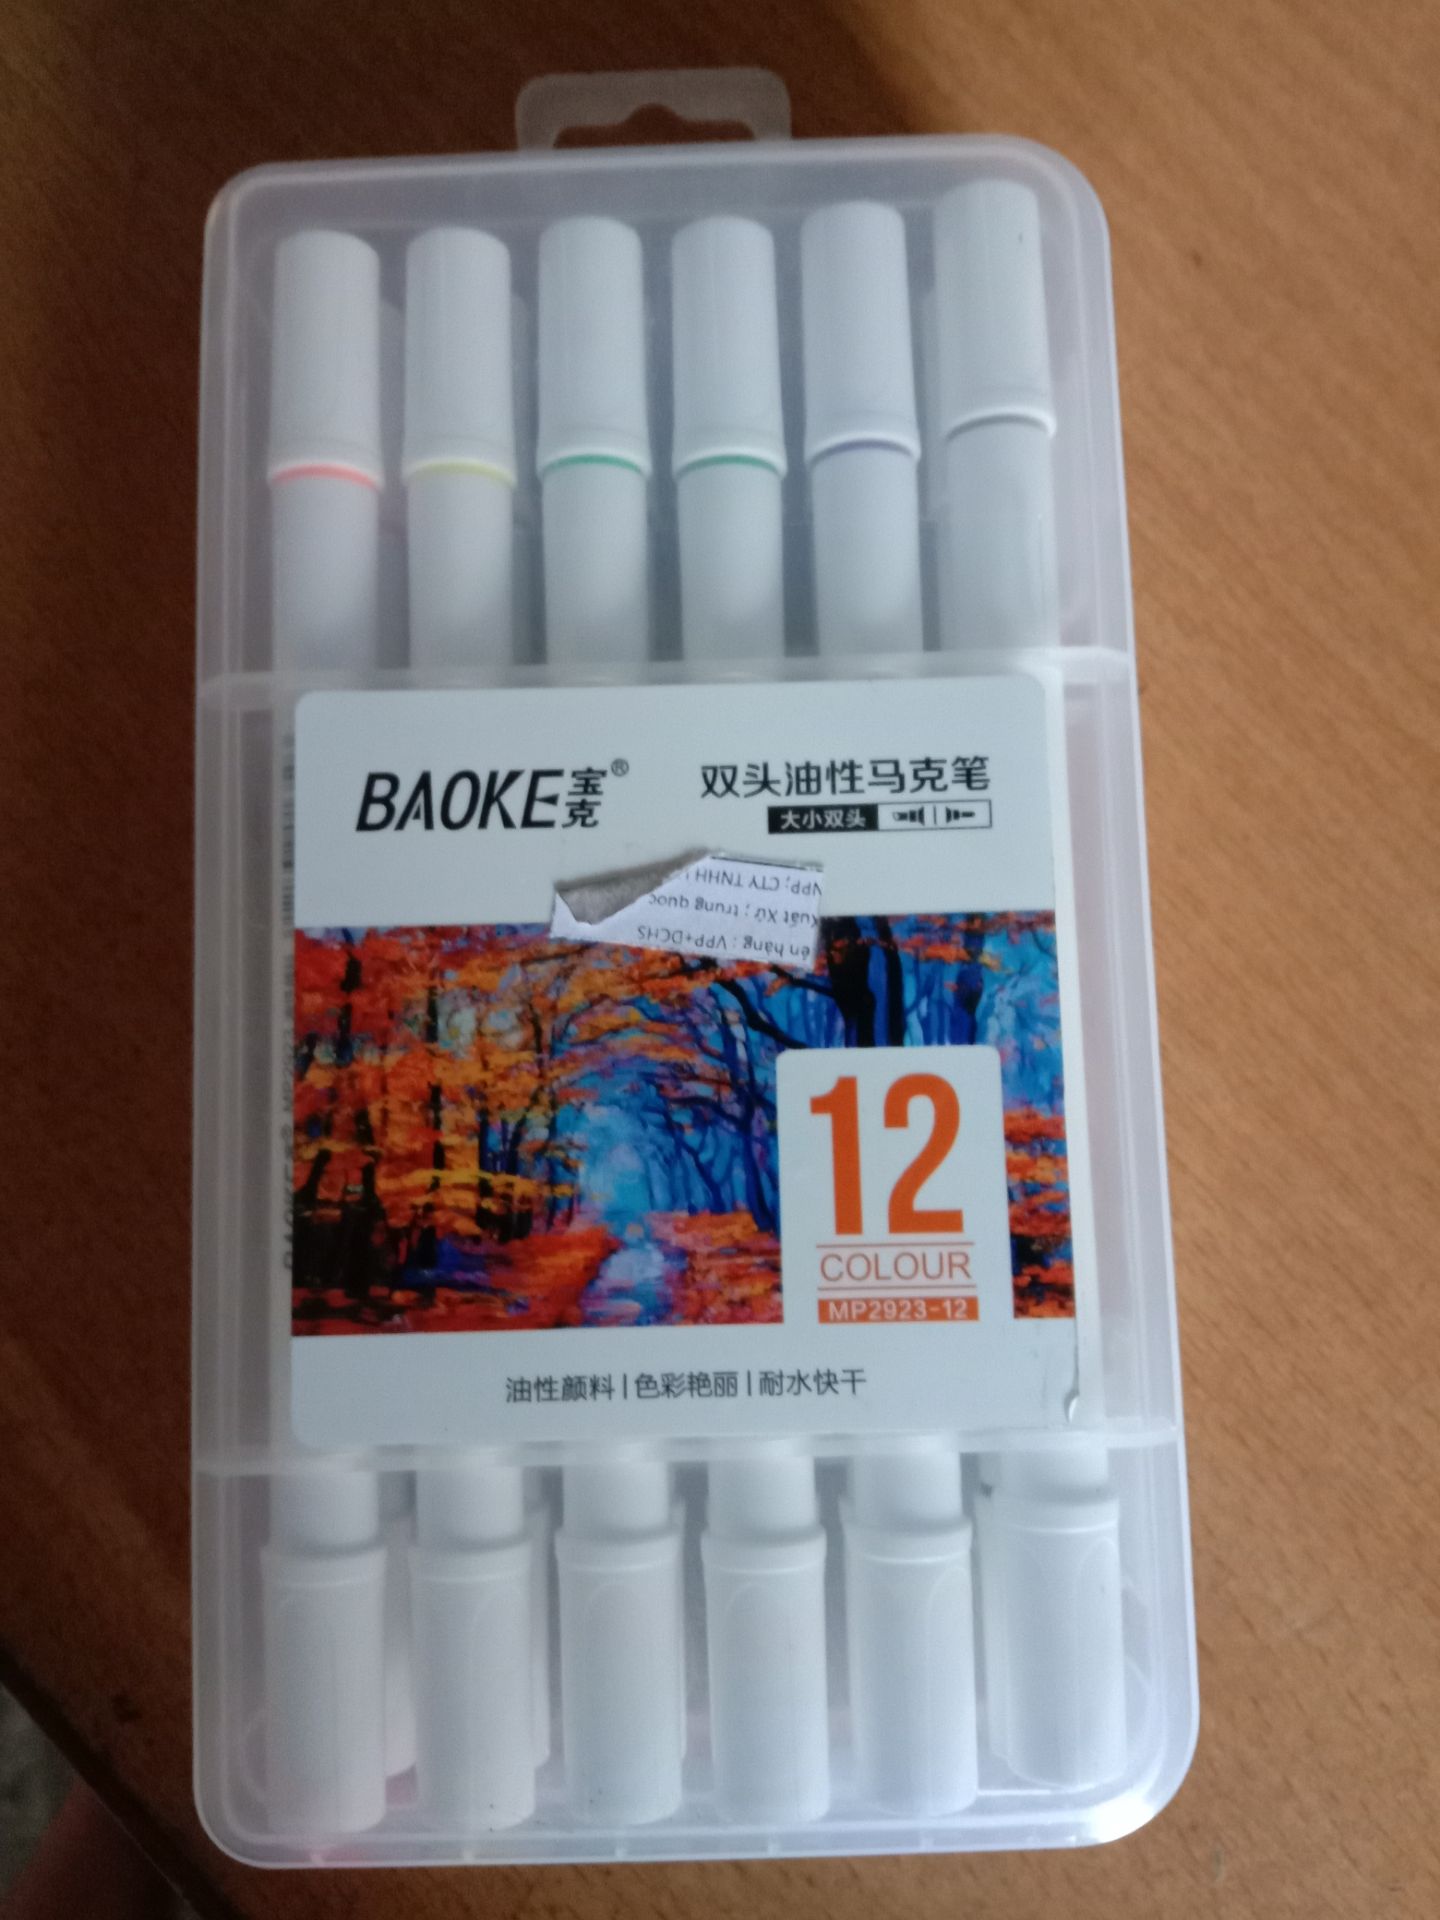 BAOKE宝克®
双头油性马克笔
大小双头
VPP; CTY TNHH
Xuất Xứ ; trung quoc
ên hàng : VPP+DCHS
12
COLOUR
MP2923-12
油性颜料|色彩艳丽|耐水快干